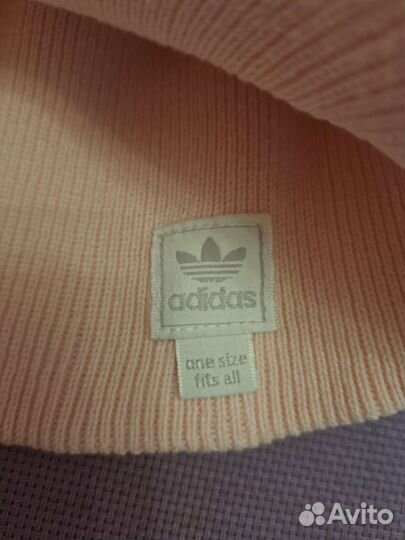 adidas
one size
fits all
Avito